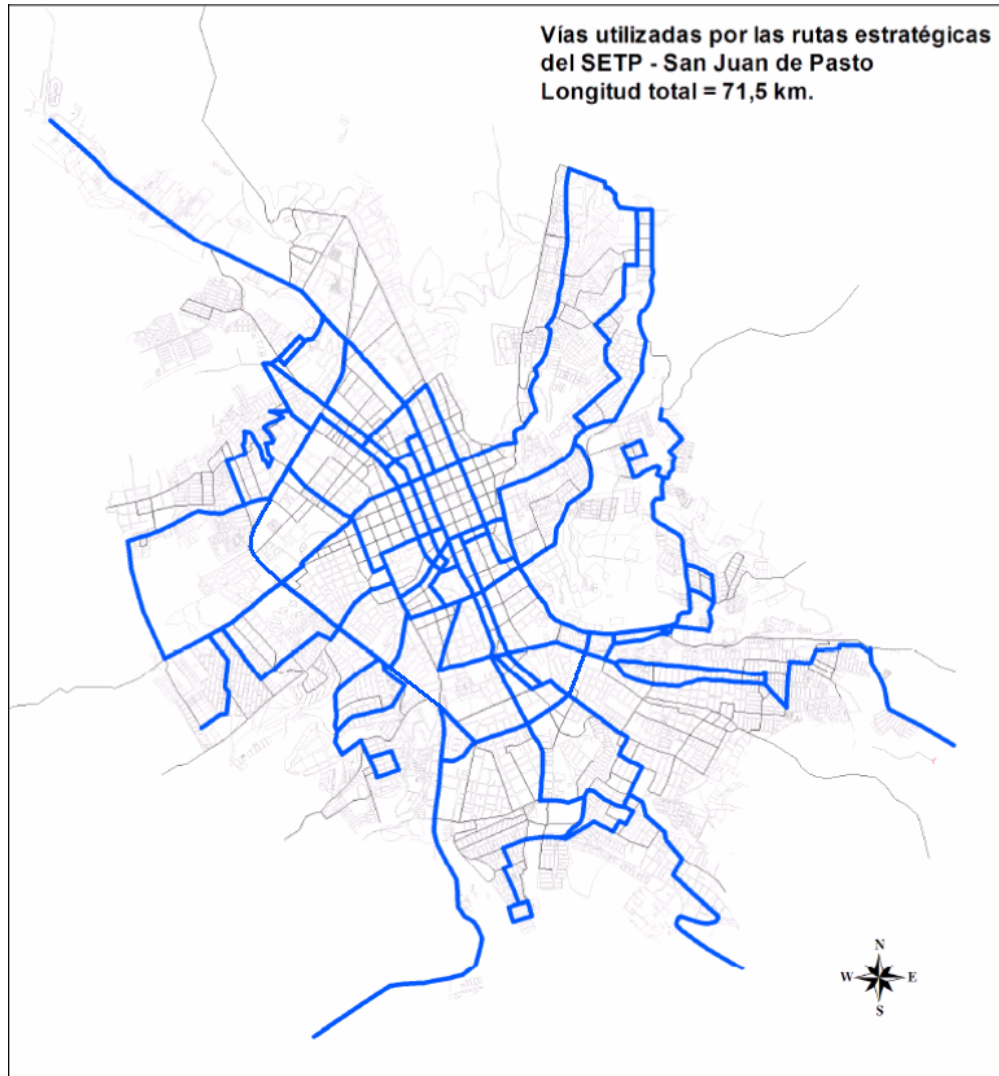 Vías utilizadas por las rutas estratégicas
del SETP - San Juan de Pasto
Longitud total = 71,5 km.
N
W E
S